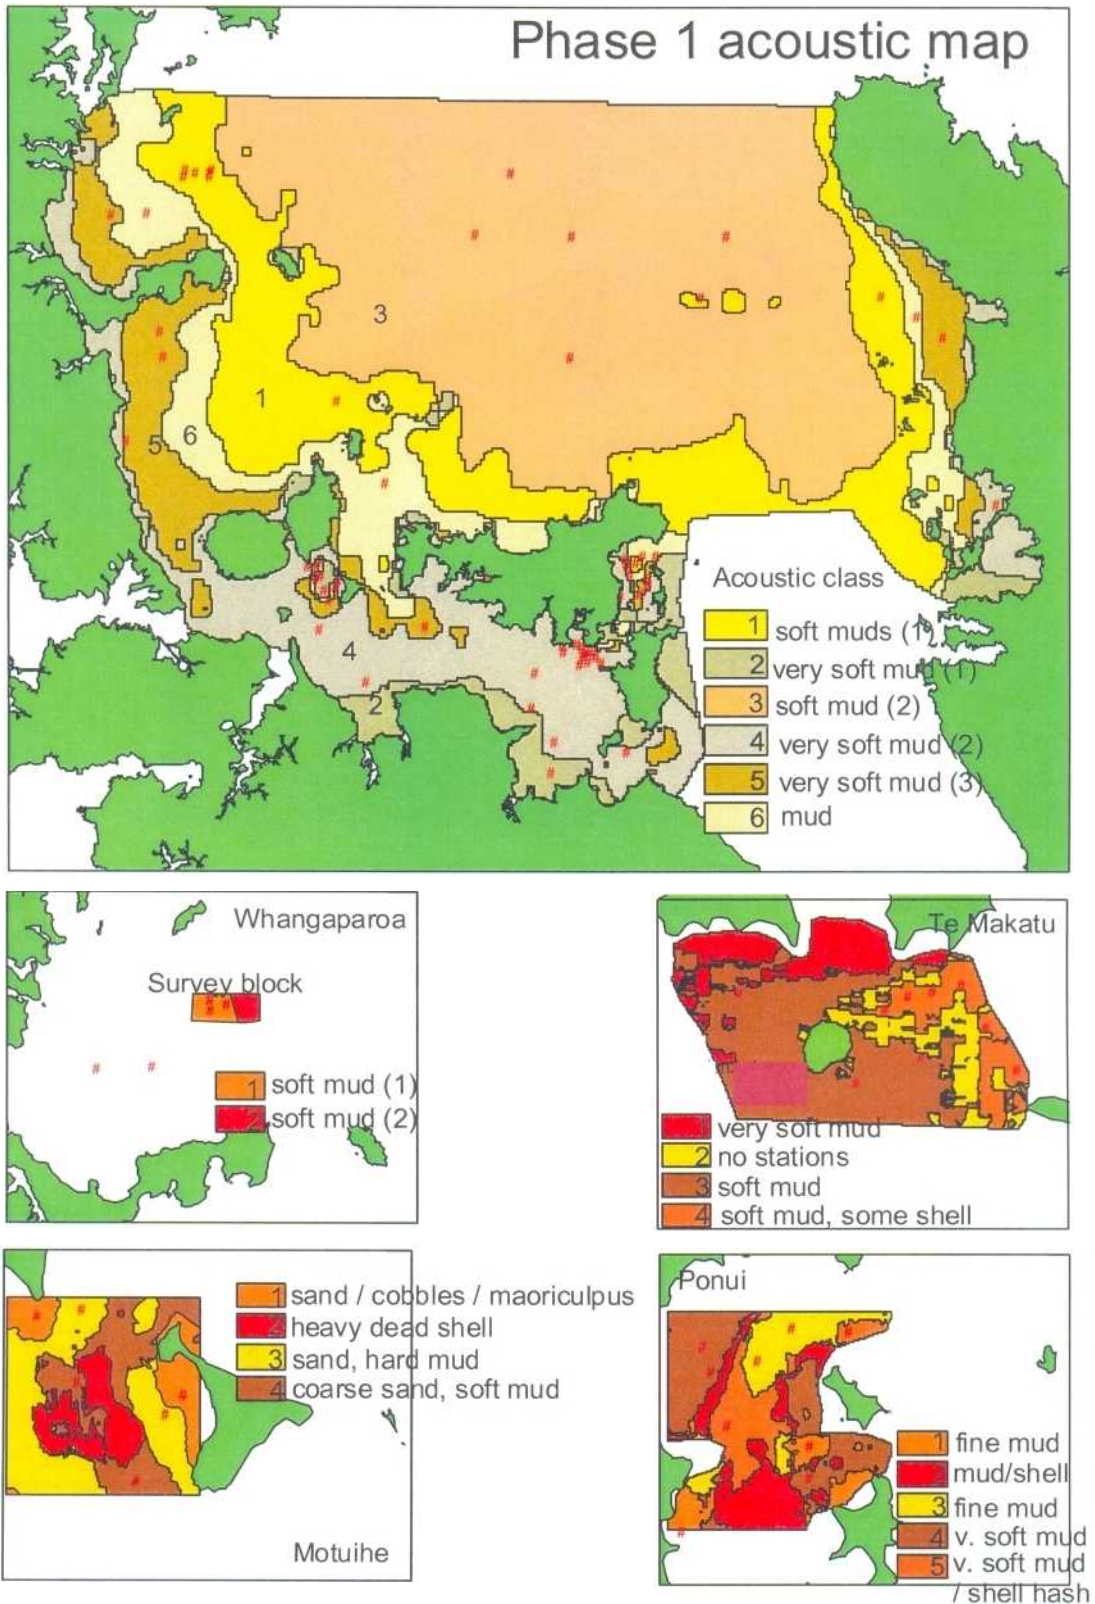 Phase 1 acoustic map
3
1
6
5
4
2
Acoustic class
1 soft muds (1)
2 very soft mud (1)
3 soft mud (2)
4 very soft mud (2)
5 very soft mud (3)
6 mud
Whangaparoa
Survey block
1 soft mud (1)
2 soft mud (2)
Te Makatu
very soft mud
2 no stations
3 soft mud
4 soft mud, some shell
1 sand / cobbles / maoriculpus
2 heavy dead shell
3 sand, hard mud
4 coarse sand, soft mud
Motuihe
Ponui
1 fine mud
2 mud/shell
3 fine mud
4 v. soft mud
5 v. soft mud
/ shell hash